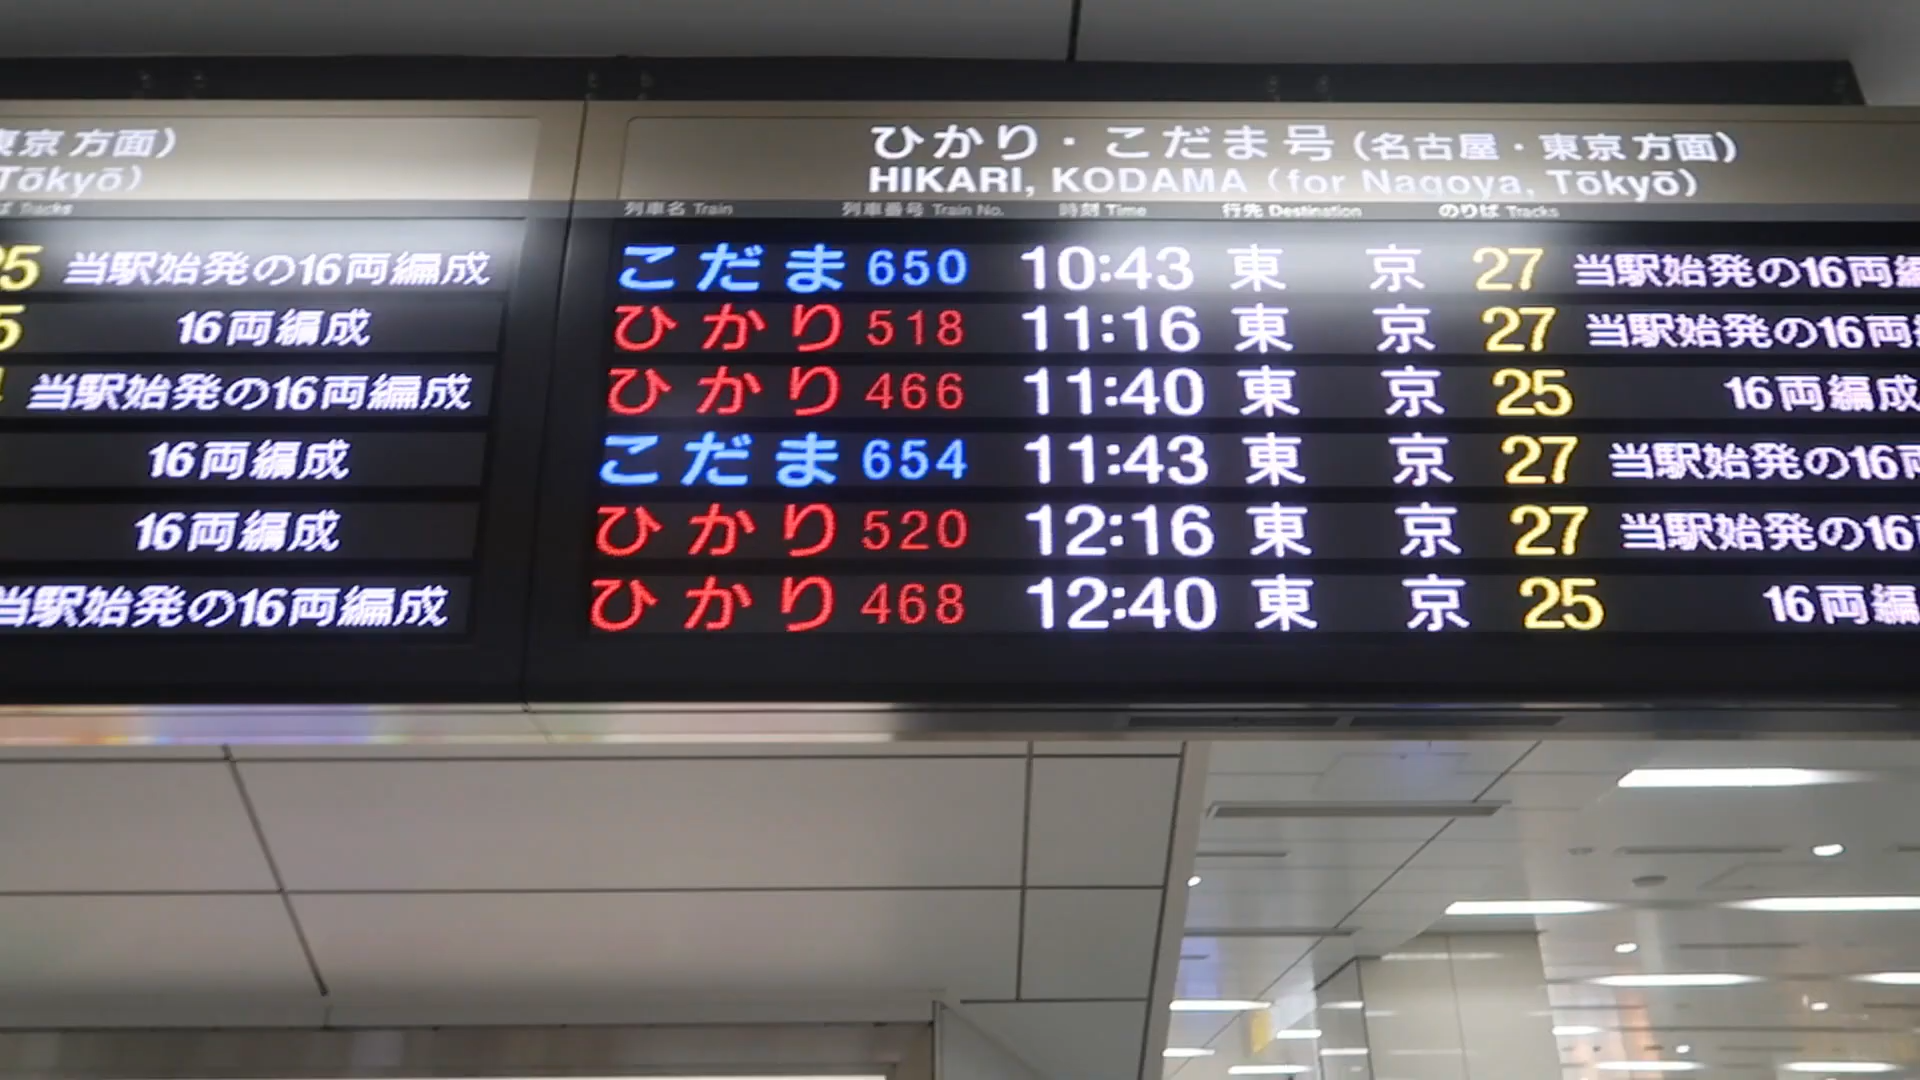 東京 方面)
Tōkyō)
ば Tracks
25 当駅始発の16両編成
5 16両編成
当駅始発の16両編成
16両編成
16両編成
当駅始発の16両編成
ひかり・こだま号 (名古屋・東京 方面)
HIKARI, KODAMA (for Nagoya, Tōkyō)
列車名 Train 列車番号 Train No. 時刻 Time 行先 Destination のりば Tracks
こだま 650 10:43 東京 27 当駅始発の16両編
ひかり 518 11:16 東京 27 当駅始発の16両
ひかり 466 11:40 東京 25 16両編成
こだま 654 11:43 東京 27 当駅始発の16両
ひかり 520 12:16 東京 27 当駅始発の16両
ひかり 468 12:40 東京 25 16両編